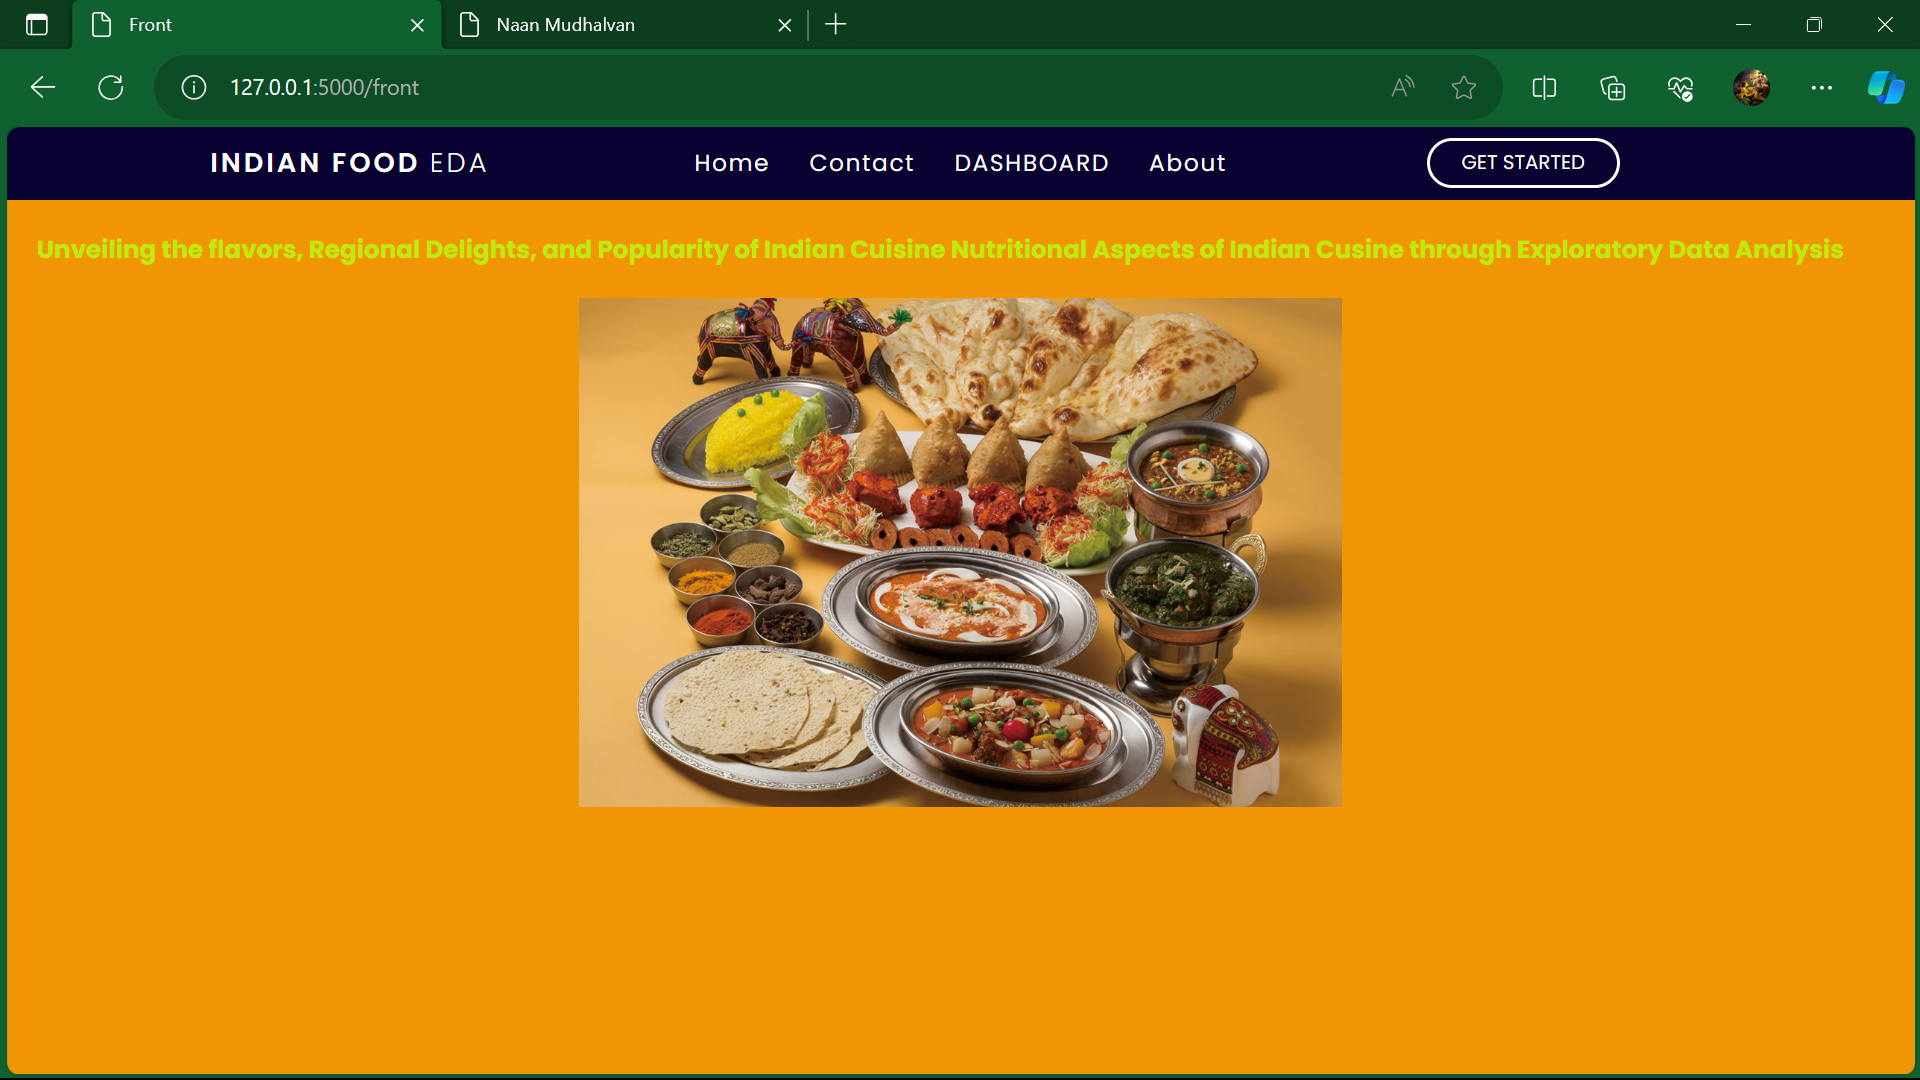 Front
Naan Mudhalvan
127.0.0.1:5000/front
INDIAN FOOD EDA
Home Contact DASHBOARD About
GET STARTED
Unveiling the flavors, Regional Delights, and Popularity of Indian Cuisine Nutritional Aspects of Indian Cusine through Exploratory Data Analysis